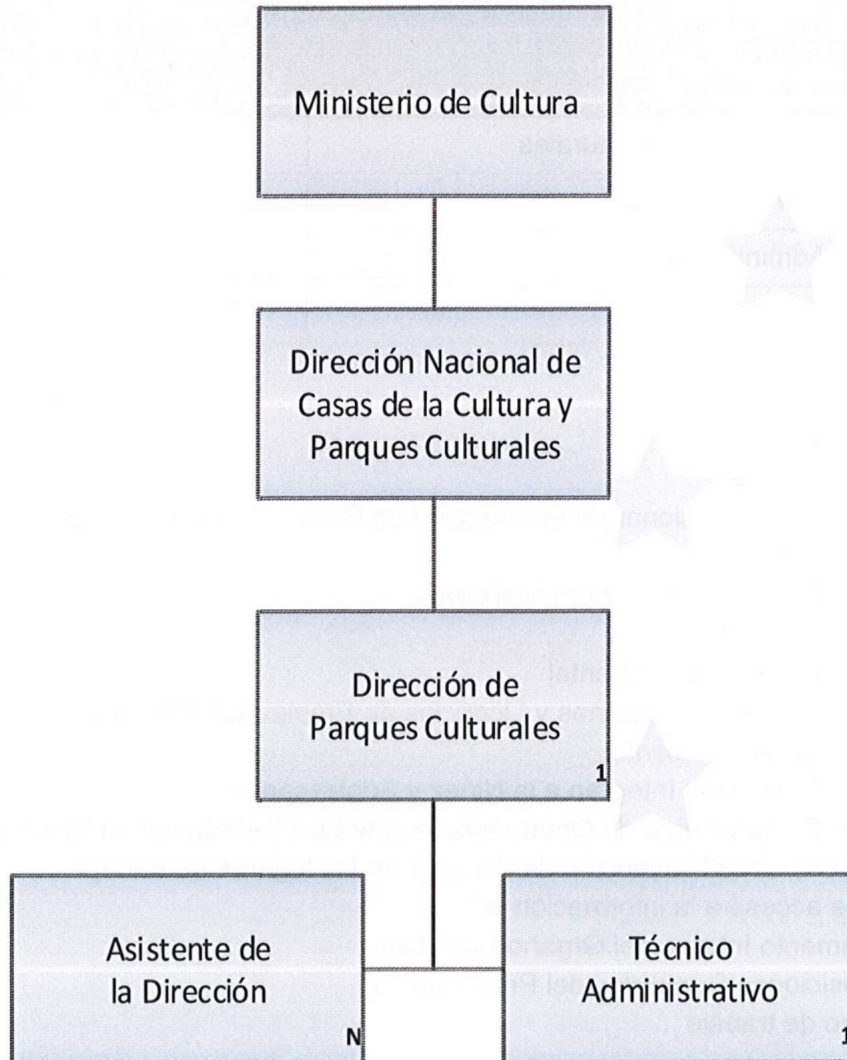 Ministerio de Cultura
Dirección Nacional de
Casas de la Cultura y
Parques Culturales
Dirección de
Parques Culturales
1
Asistente de
la Dirección
N
Técnico
Administrativo
1